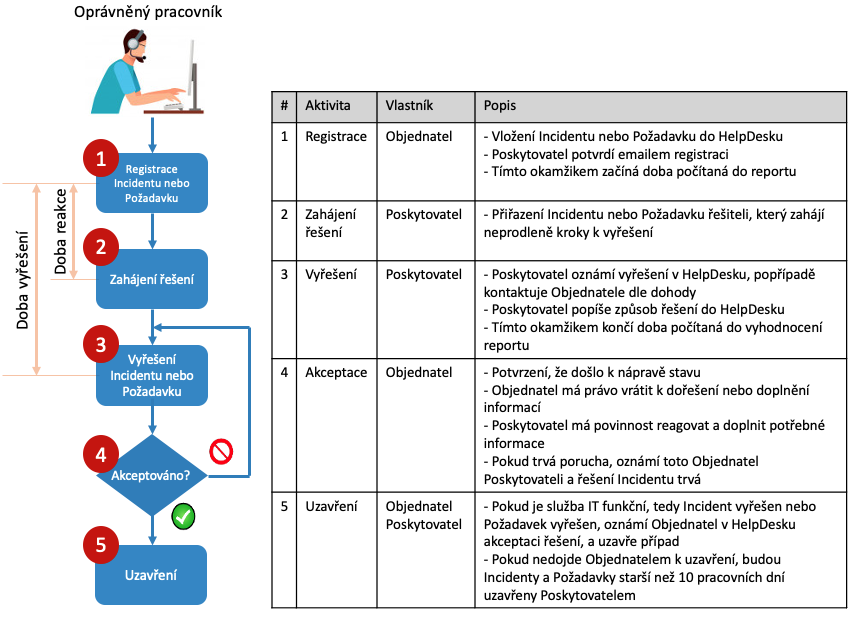 Oprávněný pracovník
1
Registrace
Incidentu nebo
Požadavku
Doba reakce
Doba vyřešení
2
Zahájení řešení
3
Vyřešení
Incidentu nebo
Požadavku
4
Akceptováno?
5
Uzavření
# Aktivita Vlastník Popis
1 Registrace Objednatel - Vložení Incidentu nebo Požadavku do HelpDesku
- Poskytovatel potvrdí emailem registraci
- Tímto okamžikem začíná doba počítaná do reportu
2 Zahájení Poskytovatel - Přiřazení Incidentu nebo Požadavku řešiteli, který zahájí
řešení neprodleně kroky k vyřešení
3 Vyřešení Poskytovatel - Poskytovatel oznámí vyřešení v HelpDesku, popřípadě
kontaktuje Objednatele dle dohody
- Poskytovatel popíše způsob řešení do HelpDesku
- Tímto okamžikem končí doba počítaná do vyhodnocení
reportu
4 Akceptace Objednatel - Potvrzení, že došlo k nápravě stavu
- Objednatel má právo vrátit k dořešení nebo doplnění
informací
- Poskytovatel má povinnost reagovat a doplnit potřebné
informace
- Pokud trvá porucha, oznámí toto Objednatel
Poskytovateli a řešení Incidentu trvá
5 Uzavření Objednatel - Pokud je služba IT funkční, tedy Incident vyřešen nebo
Poskytovatel Požadavek vyřešen, oznámí Objednatel v HelpDesku
akceptaci řešení, a uzavře případ
- Pokud nedojde Objednatelem k uzavření, budou
Incidenty a Požadavky starší než 10 pracovních dní
uzavřeny Poskytovatelem